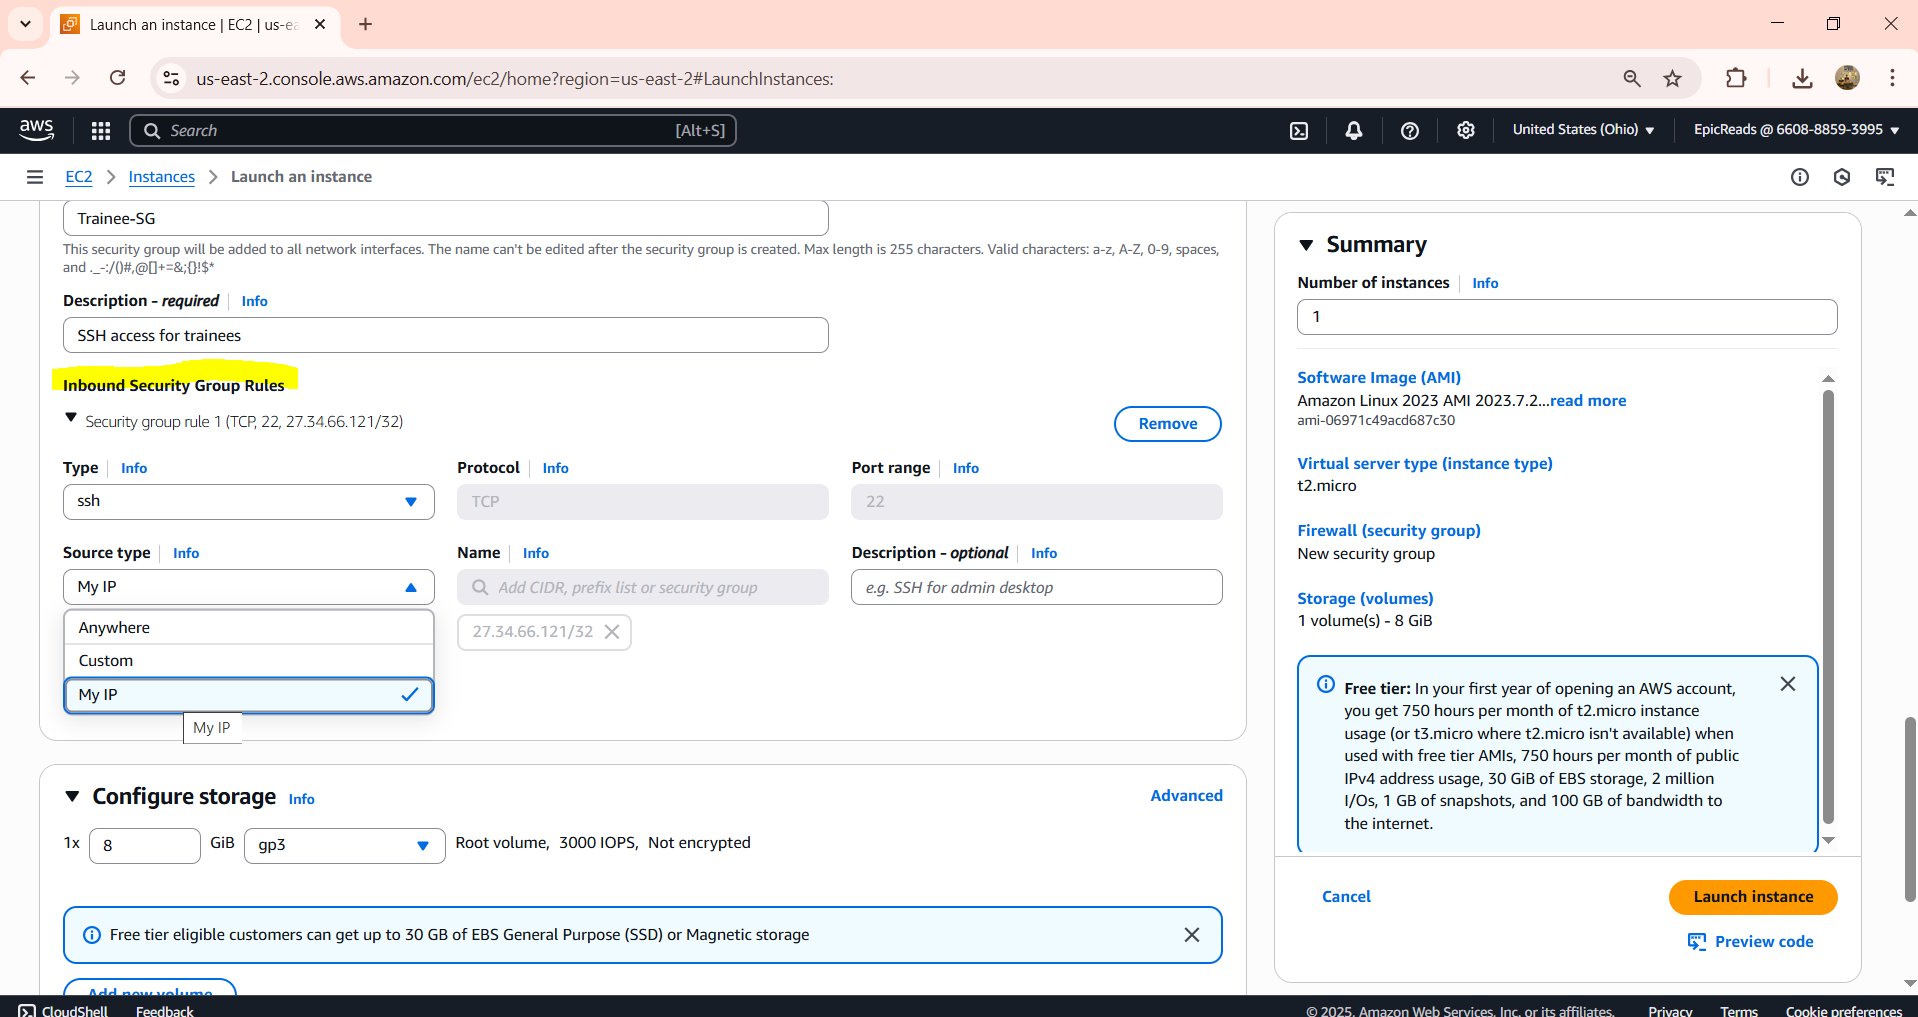 Launch an instance | EC2 | us-ea
us-east-2.console.aws.amazon.com/ec2/home?region=us-east-2#LaunchInstances:
aws
Search [Alt+S]
United States (Ohio)
EpicReads @ 6608-8859-3995
EC2 > Instances > Launch an instance
Trainee-SG
This security group will be added to all network interfaces. The name can't be edited after the security group is created. Max length is 255 characters. Valid characters: a-z, A-Z, 0-9, spaces,
and ._-:/()#,@[]+=&;{}!$*
Description - required Info
SSH access for trainees
Inbound Security Group Rules
Security group rule 1 (TCP, 22, 27.34.66.121/32)
Remove
Type Info
Protocol Info
Port range Info
ssh
TCP
22
Source type Info
Name Info
Description - optional Info
My IP
Add CIDR, prefix list or security group
e.g. SSH for admin desktop
Anywhere
Custom
My IP
27.34.66.121/32
My IP
Configure storage Info
Advanced
1x 8 GiB gp3 Root volume, 3000 IOPS, Not encrypted
Free tier eligible customers can get up to 30 GB of EBS General Purpose (SSD) or Magnetic storage
Add new volume
Summary
Number of instances Info
1
Software Image (AMI)
Amazon Linux 2023 AMI 2023.7.2...read more
ami-06971c49acd687c30
Virtual server type (instance type)
t2.micro
Firewall (security group)
New security group
Storage (volumes)
1 volume(s) - 8 GiB
Free tier: In your first year of opening an AWS account,
you get 750 hours per month of t2.micro instance
usage (or t3.micro where t2.micro isn't available) when
used with free tier AMIs, 750 hours per month of public
IPv4 address usage, 30 GiB of EBS storage, 2 million
I/Os, 1 GB of snapshots, and 100 GB of bandwidth to
the internet.
Cancel
Launch instance
Preview code
CloudShell Feedback
© 2025, Amazon Web Services, Inc. or its affiliates. Privacy Terms Cookie preferences